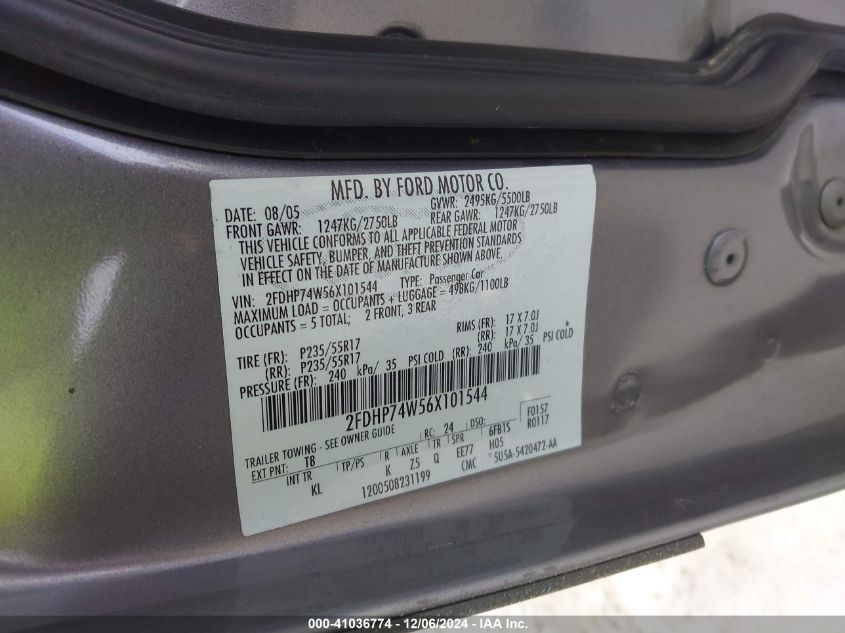 MFD. BY FORD MOTOR CO.
DATE: 08/05 GVWR: 2495KG/5500LB
FRONT GAWR: 1247KG/2750LB REAR GAWR: 1247KG/2750LB
THIS VEHICLE CONFORMS TO ALL APPLICABLE FEDERAL MOTOR
VEHICLE SAFETY, BUMPER, AND THEFT PREVENTION STANDARDS
IN EFFECT ON THE DATE OF MANUFACTURE SHOWN ABOVE.
VIN: 2FDHP74W56X101544 TYPE: Passenger Car
MAXIMUM LOAD = OCCUPANTS + LUGGAGE = 498KG/1100LB
OCCUPANTS = 5 TOTAL; 2 FRONT, 3 REAR
TIRE (FR): P235/55R17 RIMS (FR): 17 X 7.0J
(RR): P235/55R17 (RR): 17 X 7.0J
PRESSURE (FR): 240 kPa/ 35 PSI COLD (RR): 240 kPa/ 35 PSI COLD
2FDHP74W56X101544
F0157
TRAILER TOWING - SEE OWNER GUIDE RC: 24 DSO: R0117
EXT PNT: T8 INT TR TP/PS R AXLE TR SPR 6FB15
KL K Z5 Q EE77 H05
1200508231199 CMC 5U5A-5420472-AA
000-41036774 - 12/06/2024 - IAA Inc.